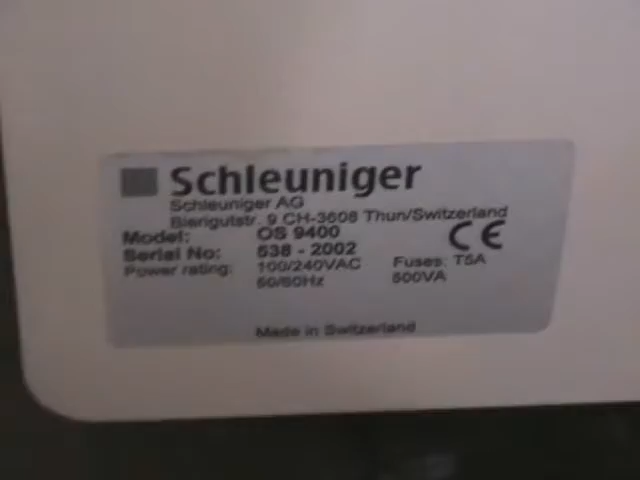 Schleuniger
Schleuniger AG
Bierigutstr. 9 CH-3608 Thun/Switzerland
Model: OS 9400
CE
Serial No: 538 - 2002
Power rating: 100/240VAC Fuses: T5A
50/60Hz 500VA
Made in Switzerland